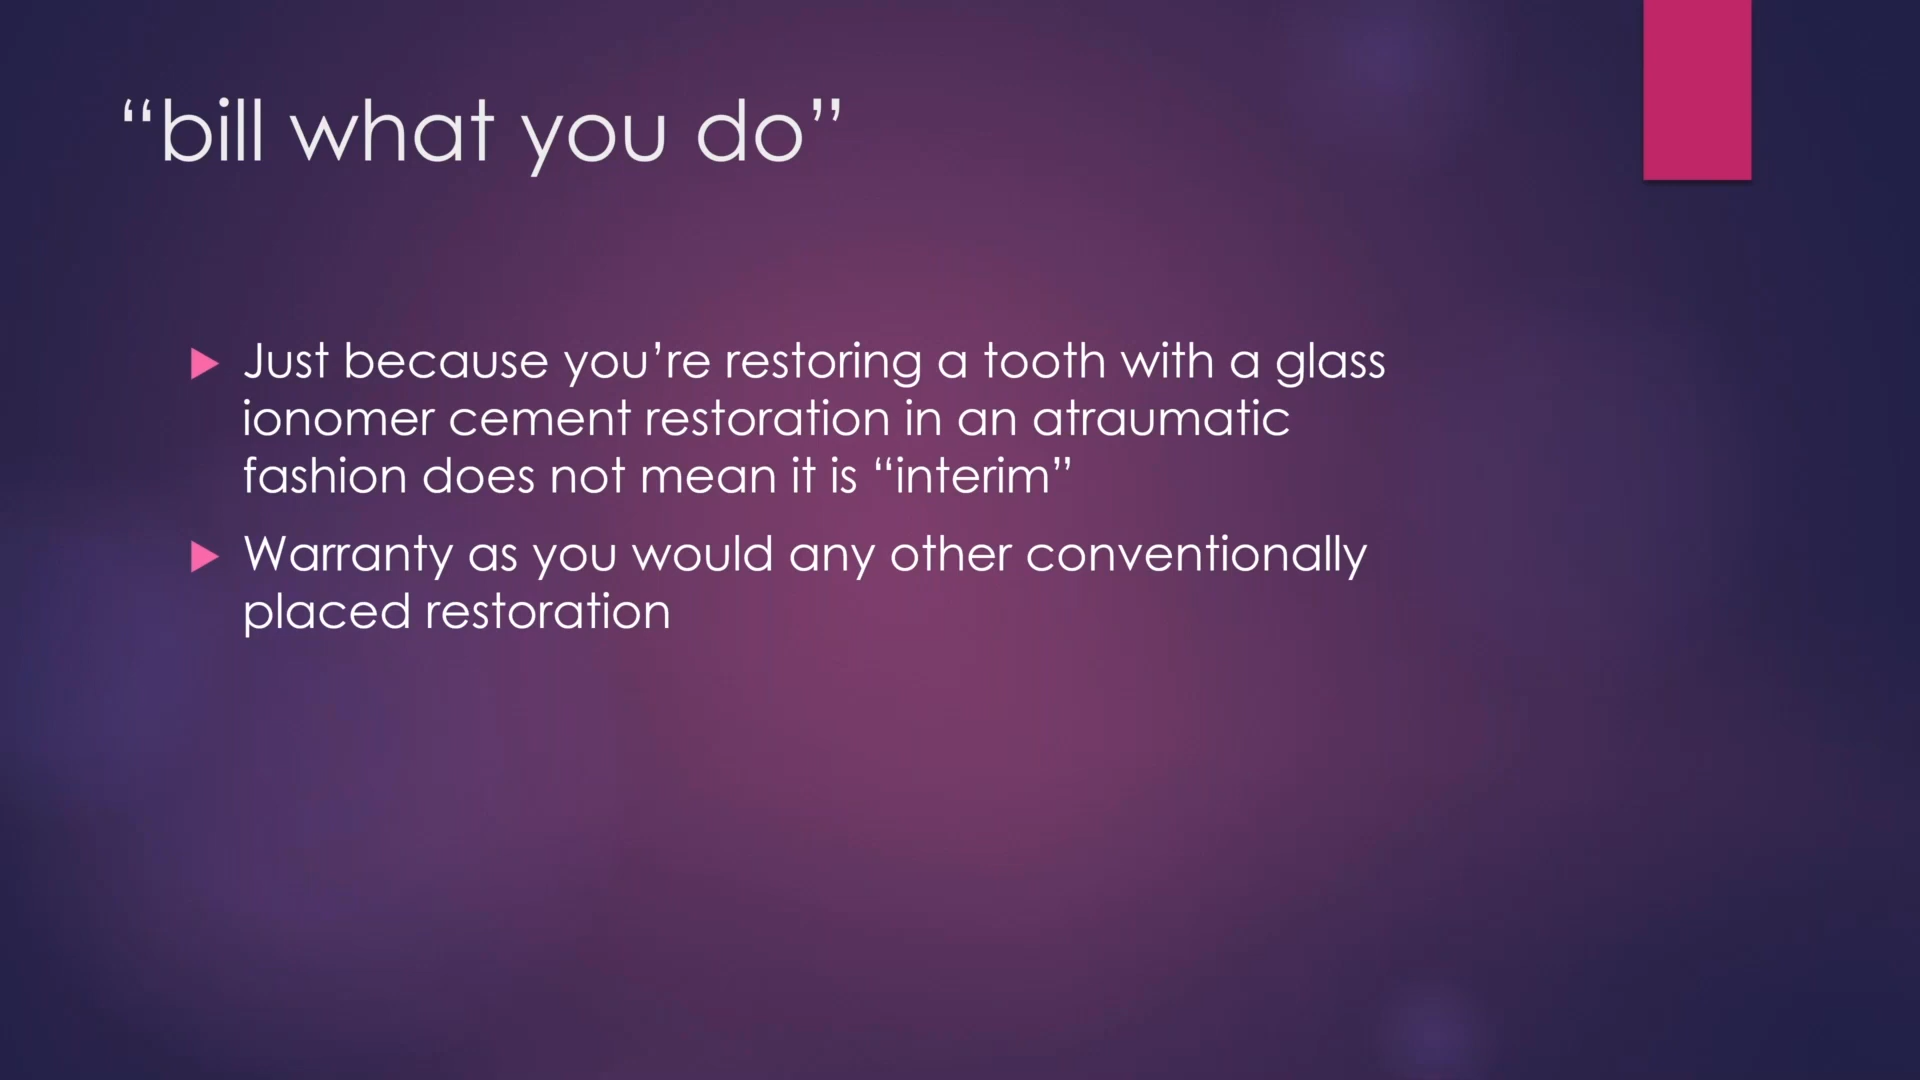 “bill what you do”
Just because you’re restoring a tooth with a glass
ionomer cement restoration in an atraumatic
fashion does not mean it is “interim”
Warranty as you would any other conventionally
placed restoration